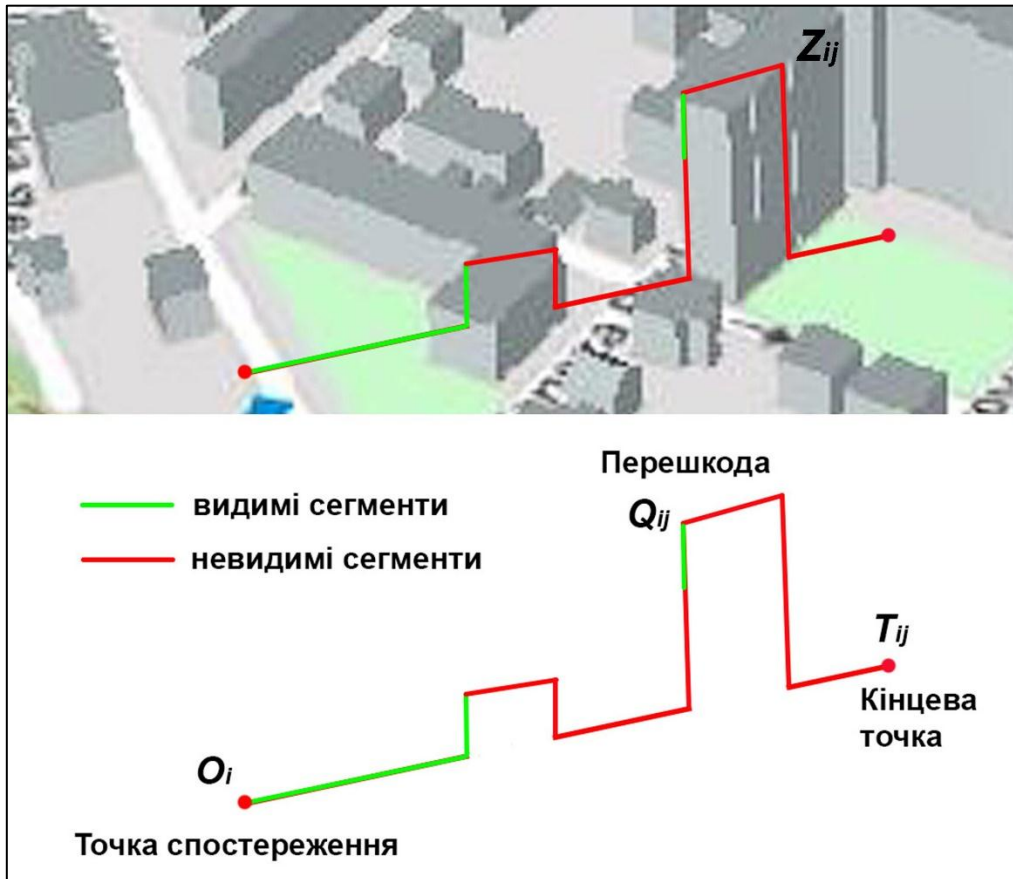 Zij
Перешкода
видимі сегменти
Qij
невидимі сегменти
Tij
Кінцева
точка
Oi
Точка спостереження